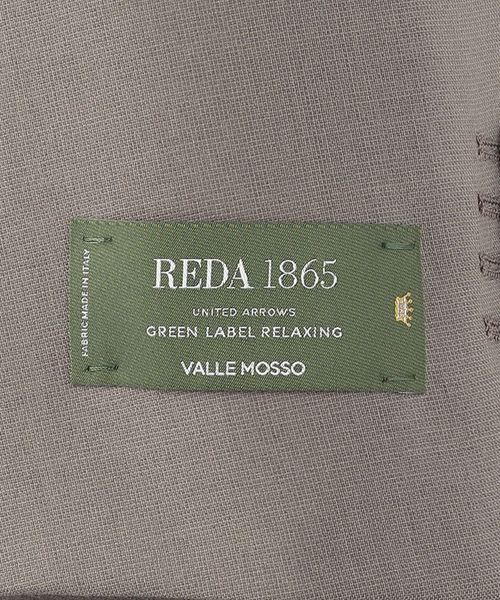 REDA 1865
UNITED ARROWS
GREEN LABEL RELAXING
VALLE MOSSO
FABRIC MADE IN ITALY